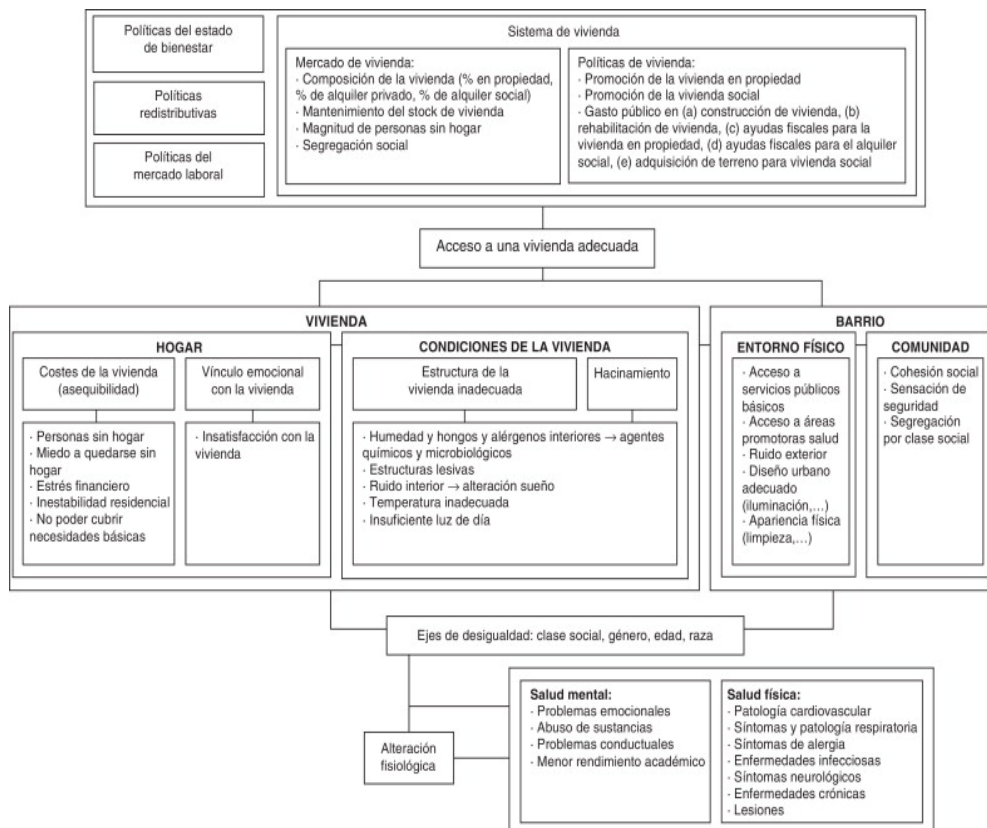 Políticas del estado
de bienestar
Políticas
redistributivas
Políticas del
mercado laboral
Sistema de vivienda
Mercado de vivienda:
· Composición de la vivienda (% en propiedad,
% de alquiler privado, % de alquiler social)
· Mantenimiento del stock de vivienda
· Magnitud de personas sin hogar
· Segregación social
Políticas de vivienda:
· Promoción de la vivienda en propiedad
· Promoción de la vivienda social
· Gasto público en (a) construcción de vivienda, (b)
rehabilitación de vivienda, (c) ayudas fiscales para la
vivienda en propiedad, (d) ayudas fiscales para el alquiler
social, (e) adquisición de terreno para vivienda social
Acceso a una vivienda adecuada
VIVIENDA
HOGAR
Costes de la vivienda
(asequibilidad)
· Personas sin hogar
· Miedo a quedarse sin
hogar
· Estrés financiero
· Inestabilidad residencial
· No poder cubrir
necesidades básicas
Vínculo emocional
con la vivienda
· Insatisfacción con la
vivienda
CONDICIONES DE LA VIVIENDA
Estructura de la
vivienda inadecuada
Hacinamiento
· Humedad y hongos y alérgenos interiores → agentes
químicos y microbiológicos
· Estructuras lesivas
· Ruido interior → alteración sueño
· Temperatura inadecuada
· Insuficiente luz de día
BARRIO
ENTORNO FÍSICO
· Acceso a
servicios públicos
básicos
· Acceso a áreas
promotoras salud
· Ruido exterior
· Diseño urbano
adecuado
(iluminación,...)
· Apariencia física
(limpieza,...)
COMUNIDAD
· Cohesión social
· Sensación de
seguridad
· Segregación
por clase social
Ejes de desigualdad: clase social, género, edad, raza
Alteración
fisiológica
Salud mental:
· Problemas emocionales
· Abuso de sustancias
· Problemas conductuales
· Menor rendimiento académico
Salud física:
· Patología cardiovascular
· Síntomas y patología respiratoria
· Síntomas de alergia
· Enfermedades infecciosas
· Síntomas neurológicos
· Enfermedades crónicas
· Lesiones